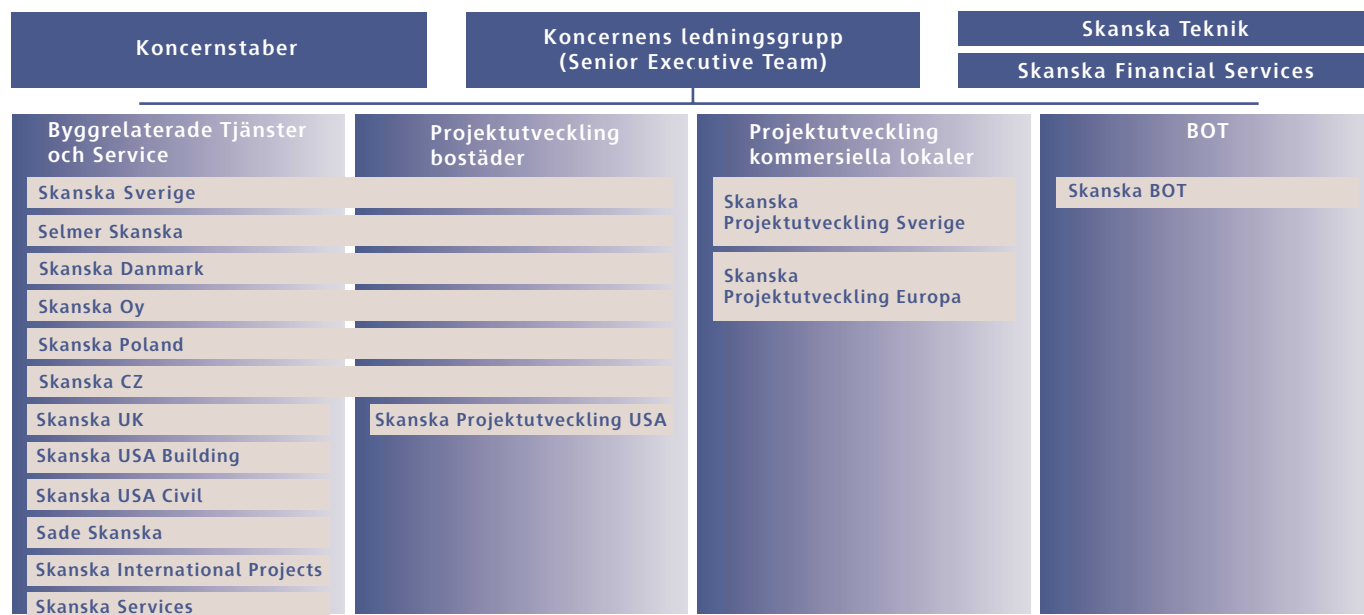 Koncernstaber
Koncernens ledningsgrupp
(Senior Executive Team)
Skanska Teknik
Skanska Financial Services
Byggrelaterade Tjänster
och Service
Skanska Sverige
Selmer Skanska
Skanska Danmark
Skanska Oy
Skanska Poland
Skanska CZ
Skanska UK
Skanska USA Building
Skanska USA Civil
Sade Skanska
Skanska International Projects
Skanska Services
Projektutveckling
bostäder
Skanska Projektutveckling USA
Projektutveckling
kommersiella lokaler
Skanska
Projektutveckling Sverige
Skanska
Projektutveckling Europa
BOT
Skanska BOT